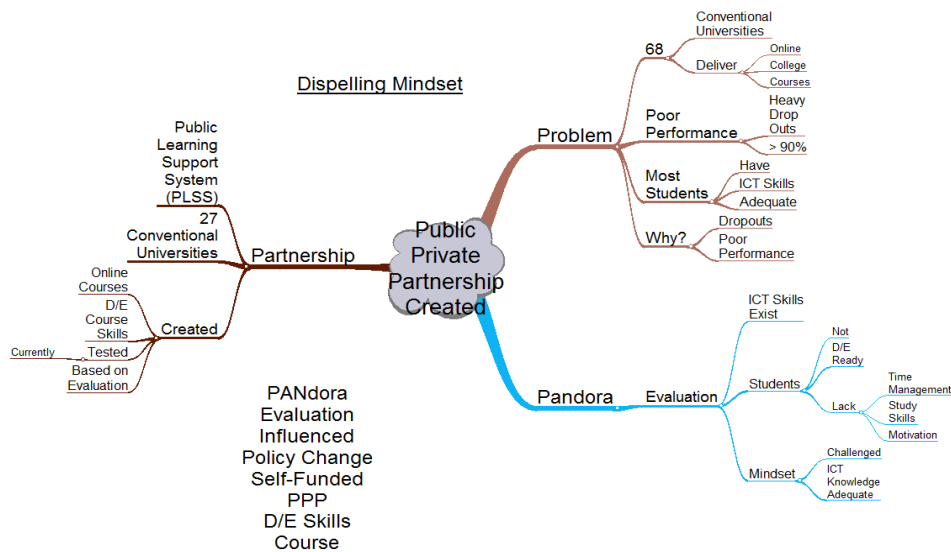 Dispelling Mindset
Public
Private
Partnership
Created
Problem
68
Conventional
Universities
Deliver
Online
College
Courses
Poor
Performance
Heavy
Drop
Outs
> 90%
Most
Students
Have
ICT Skills
Adequate
Why?
Dropouts
Poor
Performance
Pandora
Evaluation
ICT Skills
Exist
Students
Not
D/E
Ready
Lack
Time
Management
Study
Skills
Motivation
Mindset
Challenged
ICT
Knowledge
Adequate
Partnership
Public
Learning
Support
System
(PLSS)
27
Conventional
Universities
Created
Online
Courses
D/E
Course
Skills
Tested
Currently
Based on
Evaluation
PANdora
Evaluation
Influenced
Policy Change
Self-Funded
PPP
D/E Skills
Course